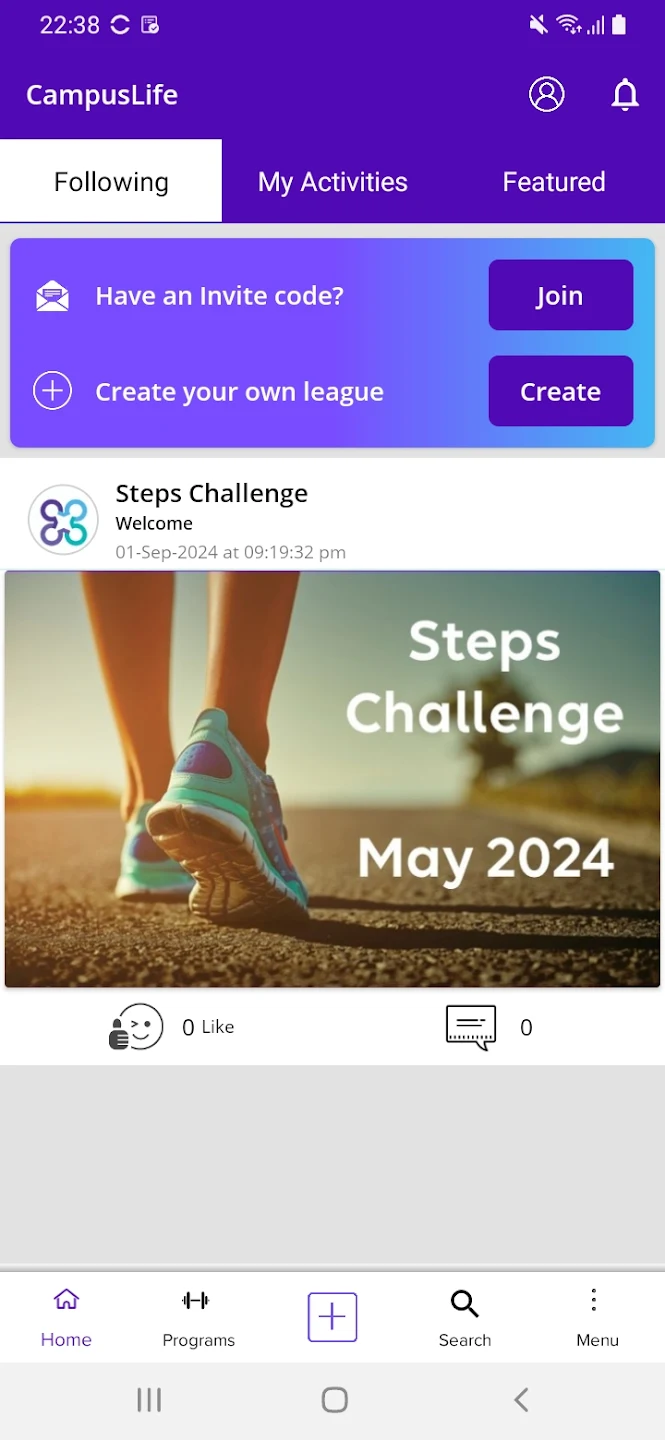 22:38
CampusLife
Following
My Activities
Featured
Have an Invite code?
Join
Create your own league
Create
Steps Challenge
Welcome
01-Sep-2024 at 09:19:32 pm
Steps
Challenge
May 2024
0 Like
0
Home
Programs
Search
Menu